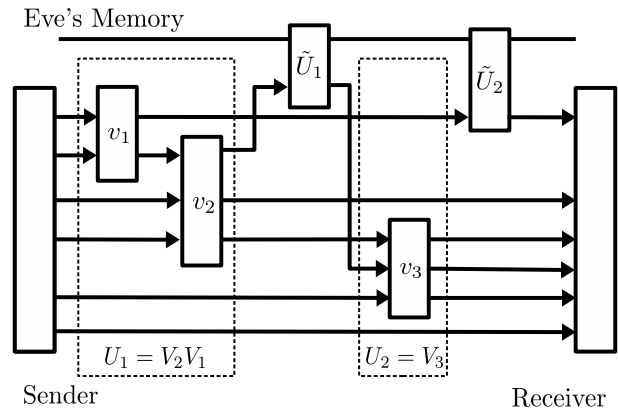 Eve's Memory
Ũ₁
Ũ₂
v₁
v₂
v₃
U₁ = V₂V₁
U₂ = V₃
Sender
Receiver